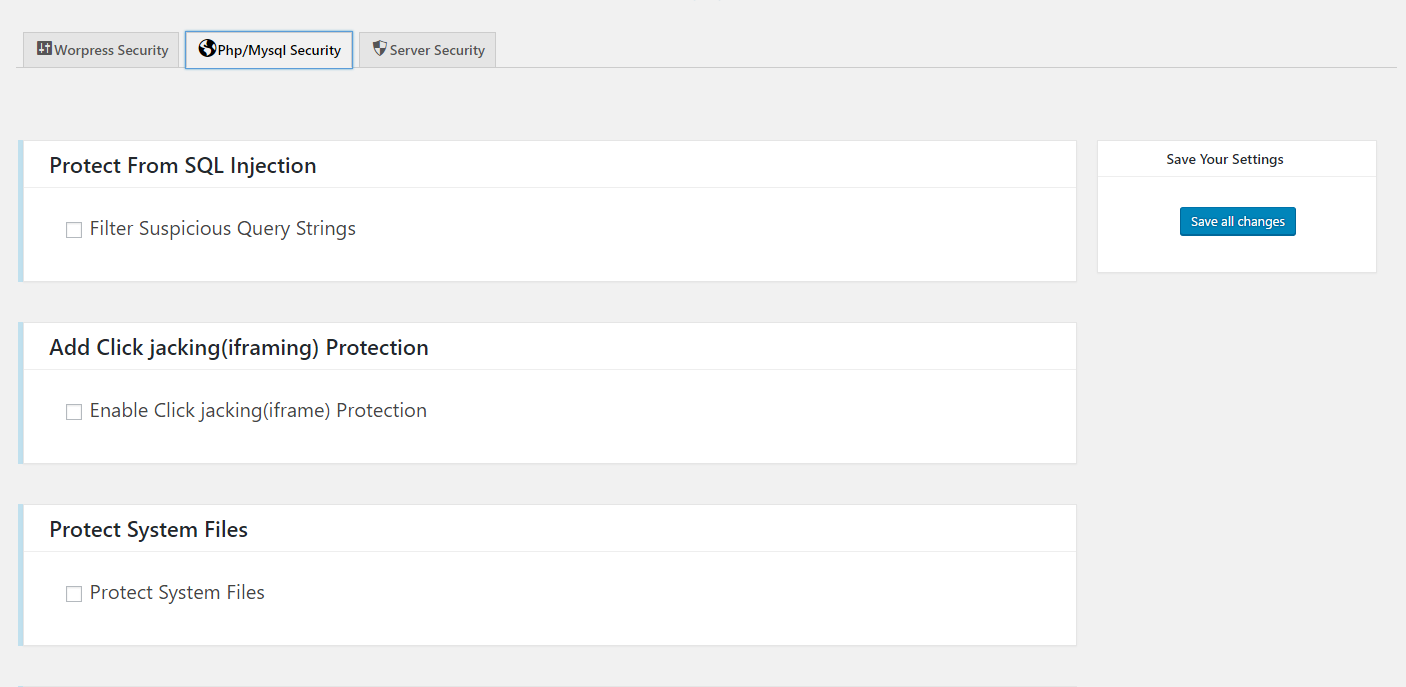 Worpress Security
Php/Mysql Security
Server Security
Protect From SQL Injection
Filter Suspicious Query Strings
Save Your Settings
Save all changes
Add Click jacking(iframing) Protection
Enable Click jacking(iframe) Protection
Protect System Files
Protect System Files